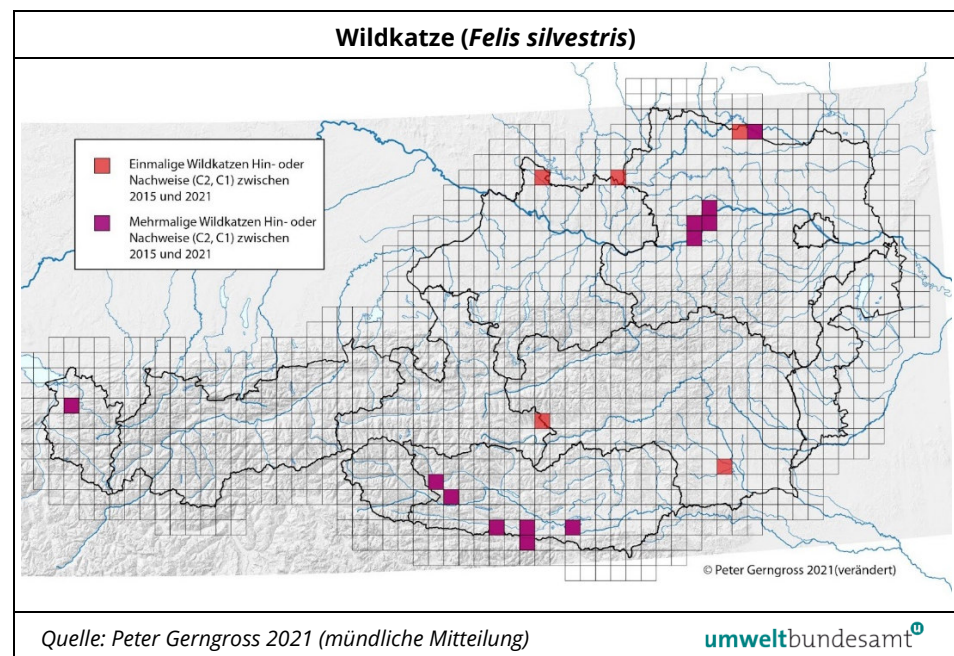 Wildkatze (Felis silvestris)
Einmalige Wildkatzen Hin- oder
Nachweise (C2, C1) zwischen
2015 und 2021
Mehrmalige Wildkatzen Hin- oder
Nachweise (C2, C1) zwischen
2015 und 2021
© Peter Gerngross 2021(verändert)
Quelle: Peter Gerngross 2021 (mündliche Mitteilung)
umweltbundesamt u